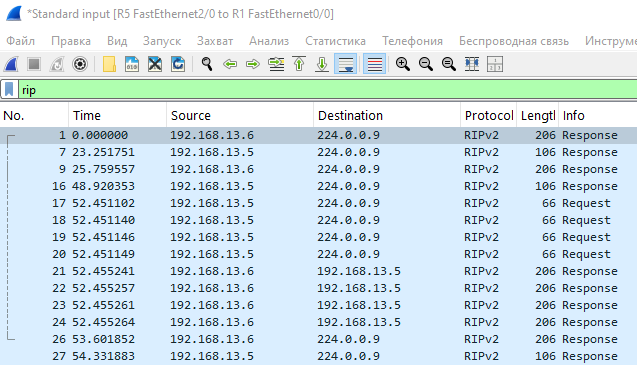 *Standard input [R5 FastEthernet2/0 to R1 FastEthernet0/0]
Файл Правка Вид Запуск Захват Анализ Статистика Телефония Беспроводная связь Инструме
rip
No. Time Source Destination Protocol Lengtl Info
1 0.000000 192.168.13.6 224.0.0.9 RIPv2 206 Response
7 23.251751 192.168.13.5 224.0.0.9 RIPv2 106 Response
9 25.759557 192.168.13.6 224.0.0.9 RIPv2 206 Response
16 48.920353 192.168.13.5 224.0.0.9 RIPv2 106 Response
17 52.451102 192.168.13.5 224.0.0.9 RIPv2 66 Request
18 52.451140 192.168.13.5 224.0.0.9 RIPv2 66 Request
19 52.451146 192.168.13.5 224.0.0.9 RIPv2 66 Request
20 52.451149 192.168.13.5 224.0.0.9 RIPv2 66 Request
21 52.455241 192.168.13.6 192.168.13.5 RIPv2 206 Response
22 52.455257 192.168.13.6 192.168.13.5 RIPv2 206 Response
23 52.455261 192.168.13.6 192.168.13.5 RIPv2 206 Response
24 52.455264 192.168.13.6 192.168.13.5 RIPv2 206 Response
26 53.601852 192.168.13.6 224.0.0.9 RIPv2 206 Response
27 54.331883 192.168.13.5 224.0.0.9 RIPv2 106 Response